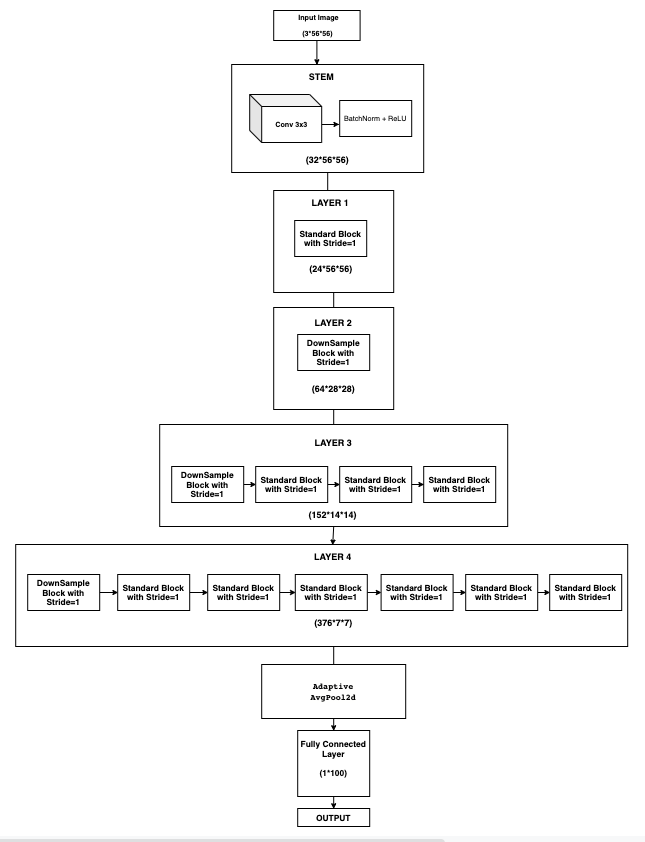 Input Image
(3*56*56)
STEM
Conv 3x3
BatchNorm + ReLU
(32*56*56)
LAYER 1
Standard Block
with Stride=1
(24*56*56)
LAYER 2
DownSample
Block with
Stride=1
(64*28*28)
LAYER 3
DownSample
Block with
Stride=1
Standard Block
with Stride=1
Standard Block
with Stride=1
Standard Block
with Stride=1
(152*14*14)
LAYER 4
DownSample
Block with
Stride=1
Standard Block
with Stride=1
Standard Block
with Stride=1
Standard Block
with Stride=1
Standard Block
with Stride=1
Standard Block
with Stride=1
Standard Block
with Stride=1
(376*7*7)
Adaptive
AvgPool2d
Fully Connected
Layer
(1*100)
OUTPUT